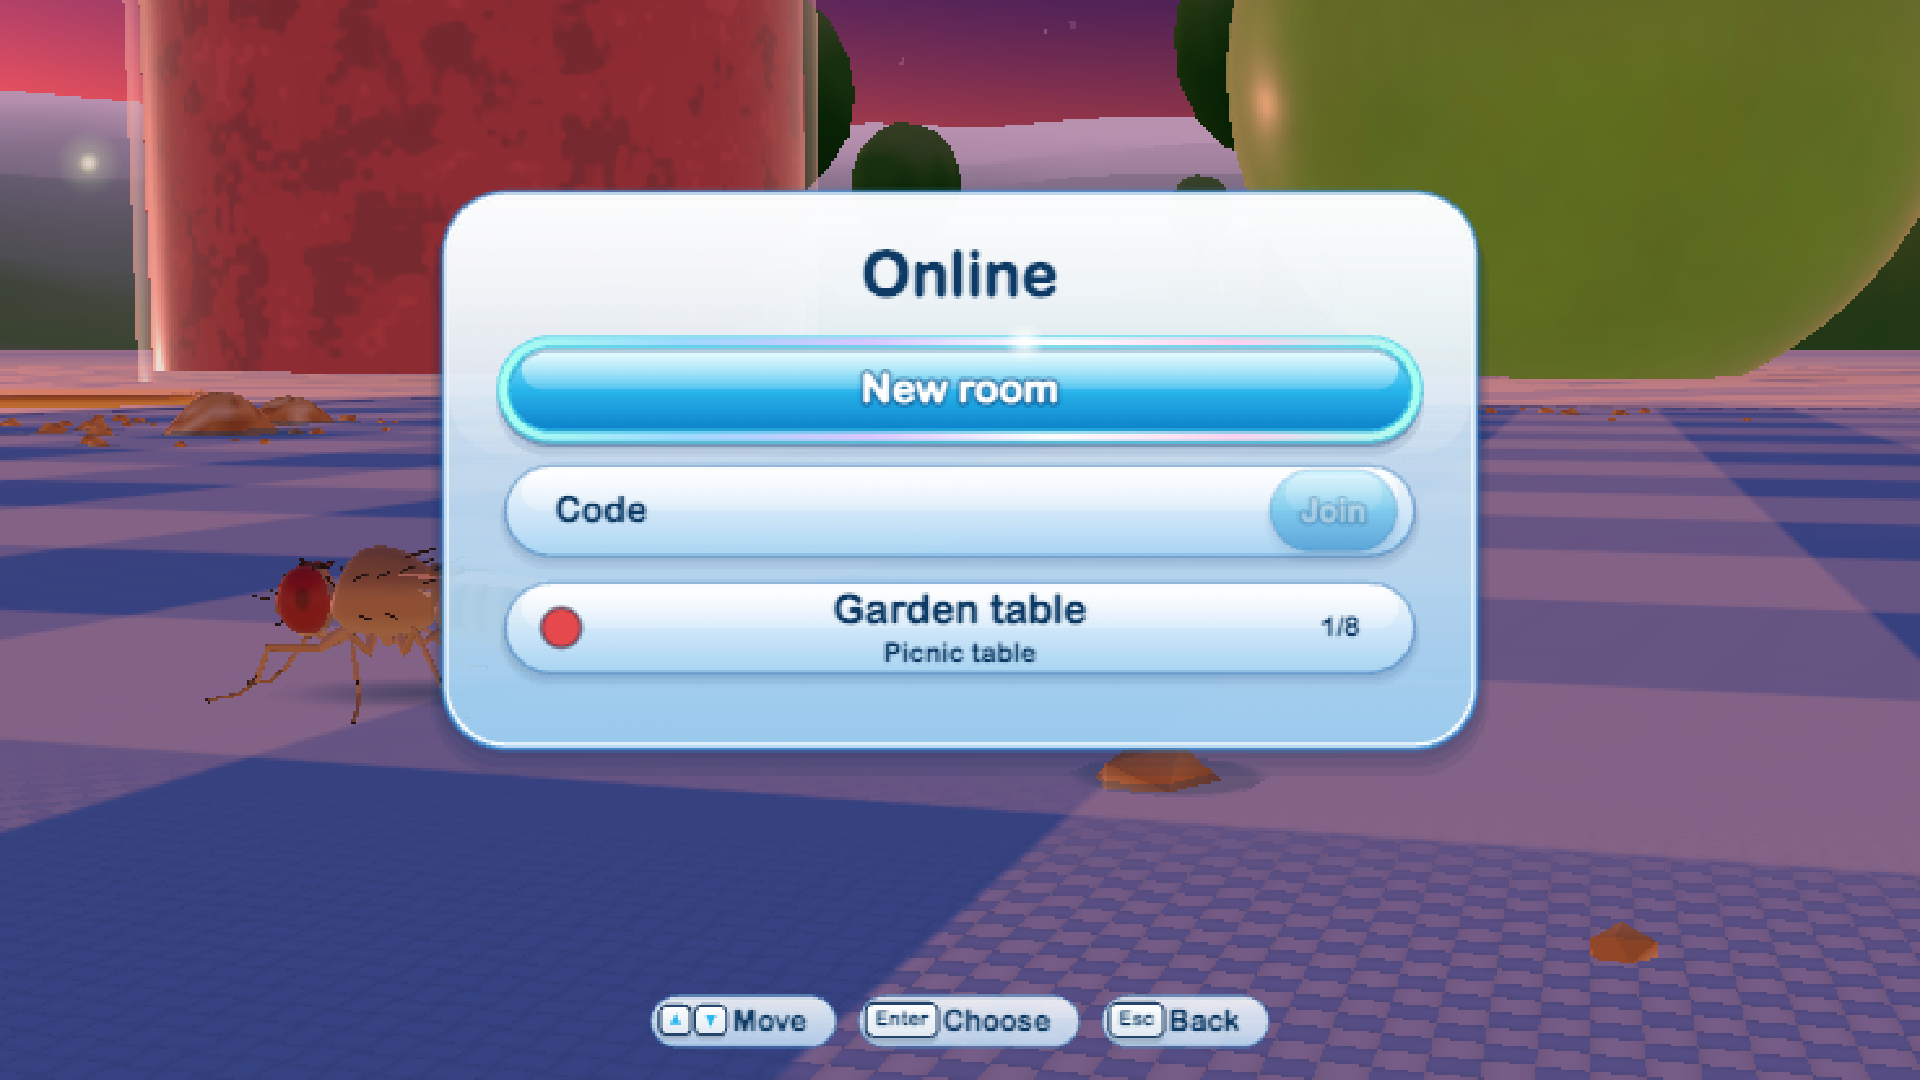 Online
New room
Code
Join
Garden table
Picnic table
1/8
Move
Enter Choose
Esc Back